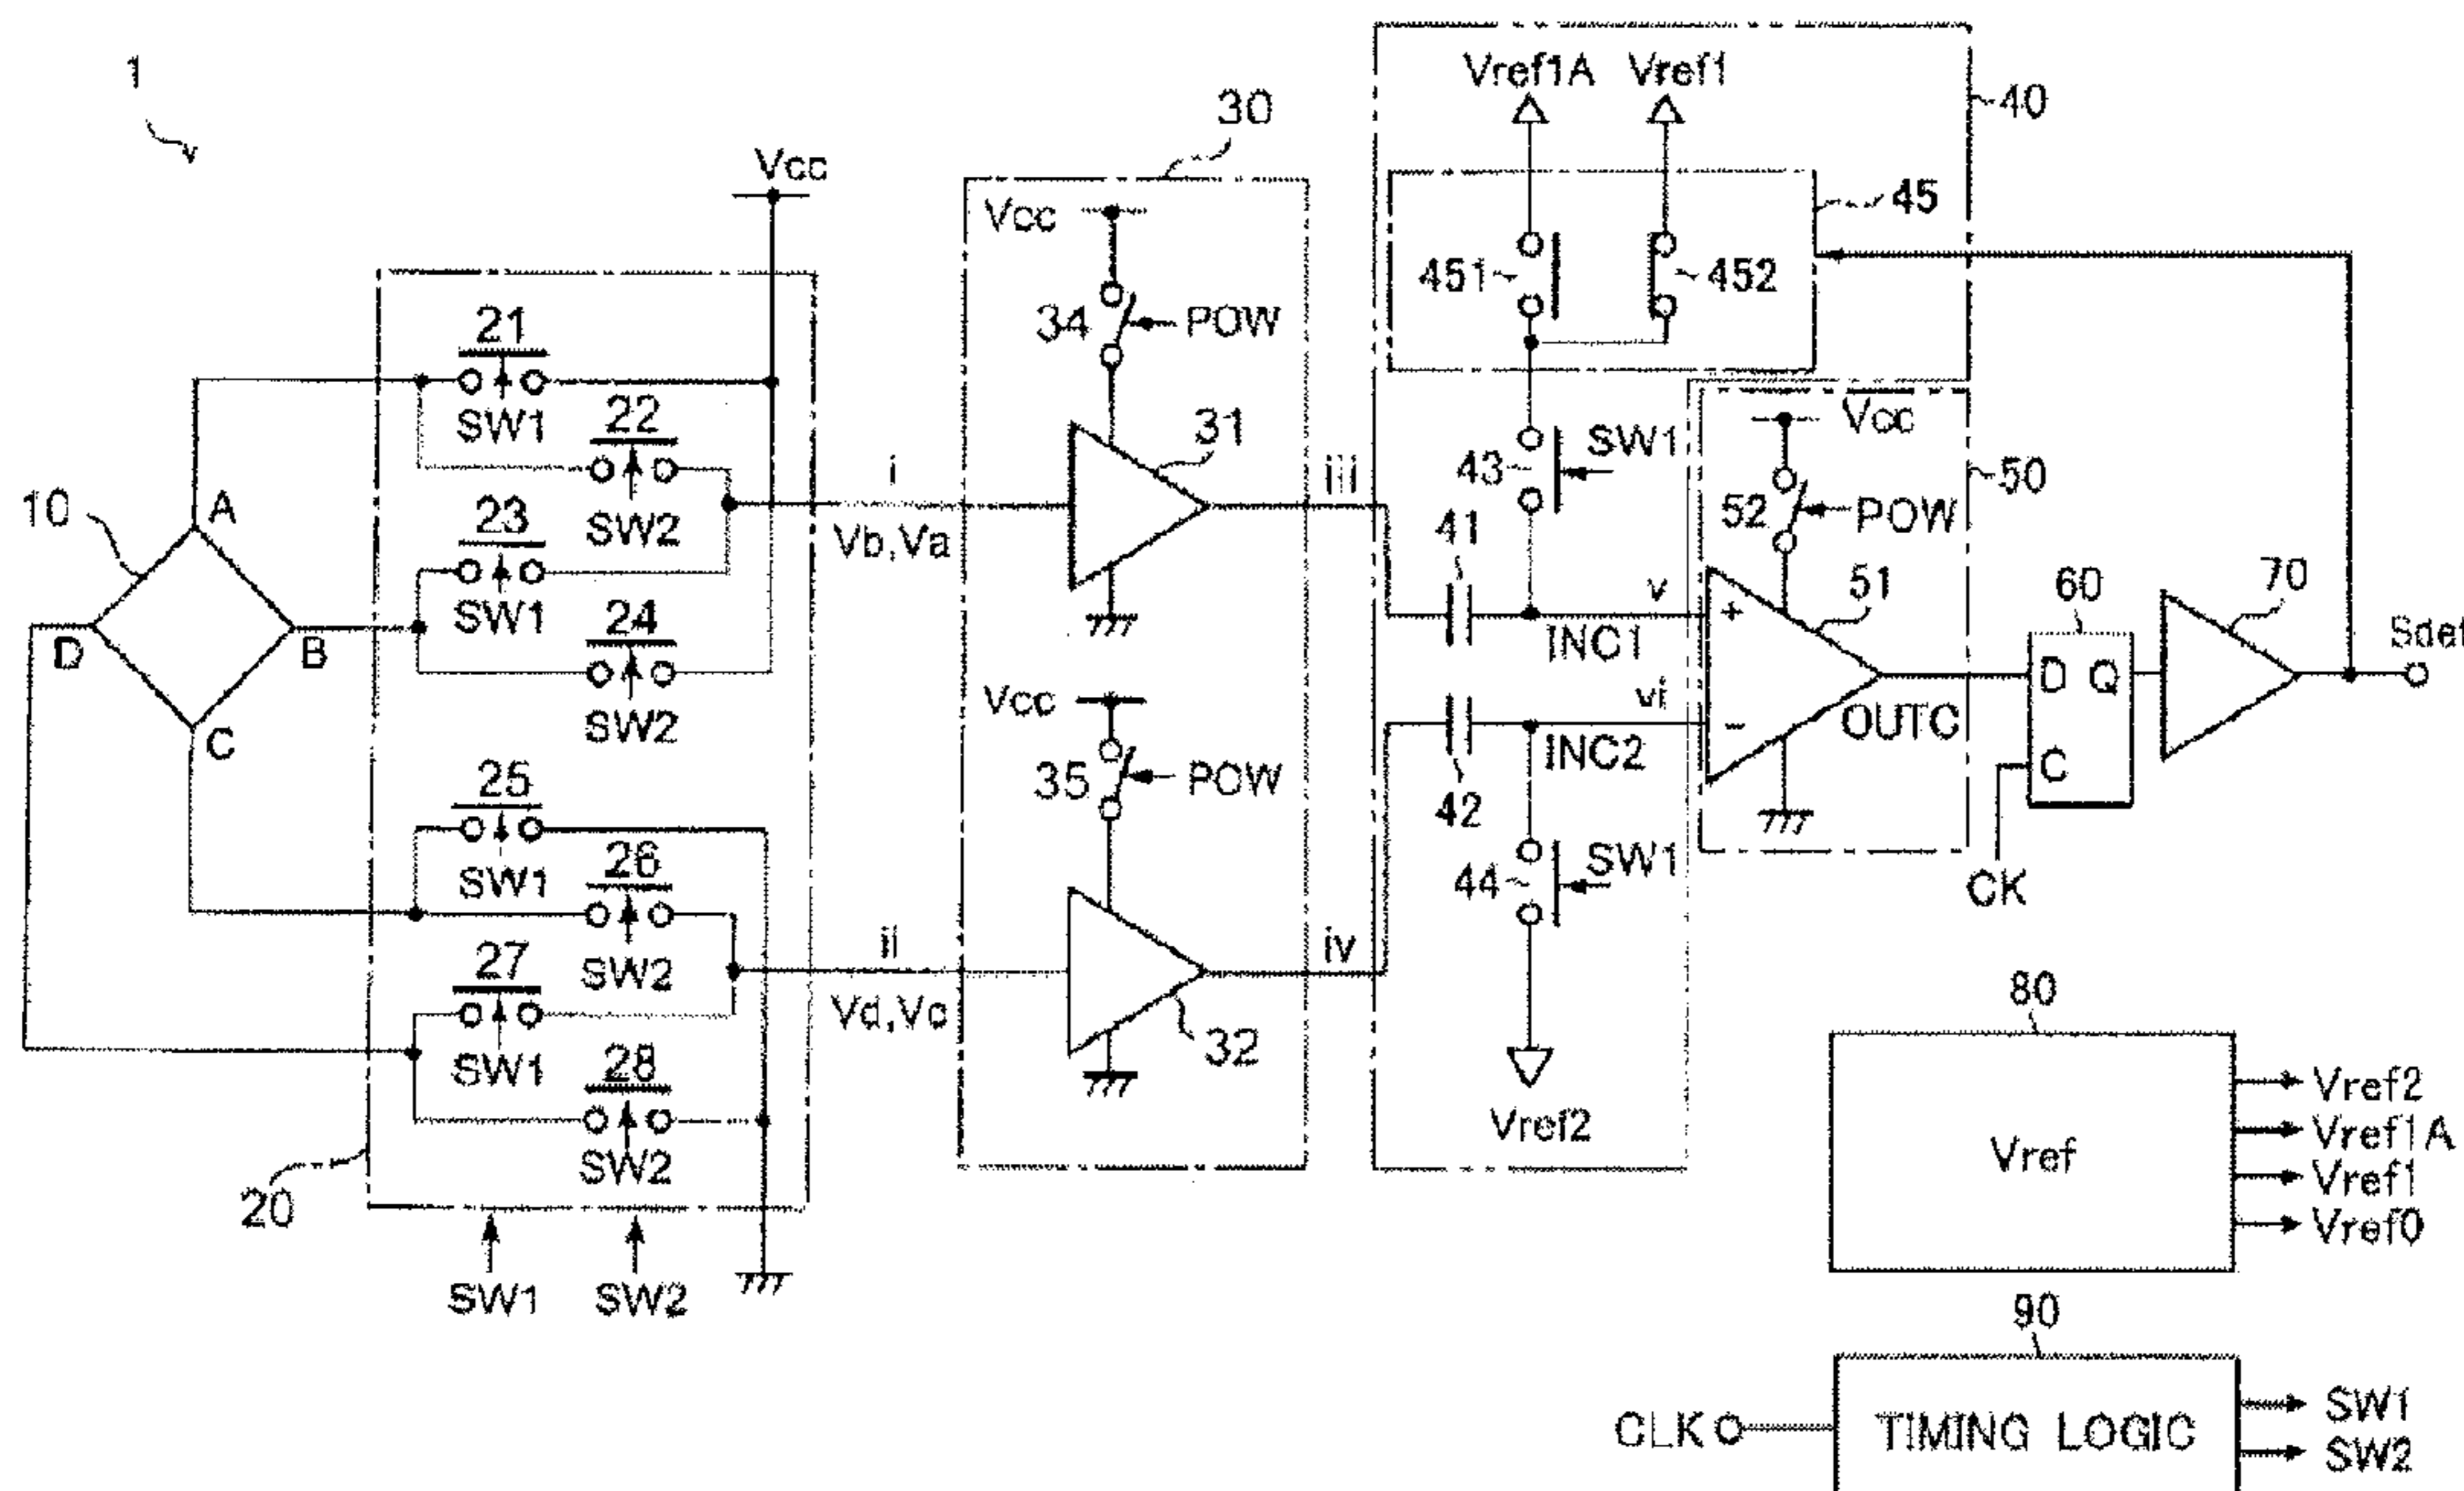 1
Vref1A Vref1
40
30
Vcc
Vcc
45
451
452
21
34
POW
SW1
22
31
SW1
43
Vcc
50
10
A
23
SW2
i
iii
52
POW
Vb,Va
41
SW1
v
+
51
60
70
D
B
24
INC1
Sdet
Vcc
vi
D Q
C
SW2
INC2
-
OUTC
25
35
POW
42
C
SW1
26
44
SW1
CK
27
SW2
ii
iv
Vd,Vc
80
SW1
28
32
Vref2
Vref2
Vref
Vref1A
SW2
Vref1
20
Vref0
SW1
SW2
90
CLK
TIMING LOGIC
SW1
SW2